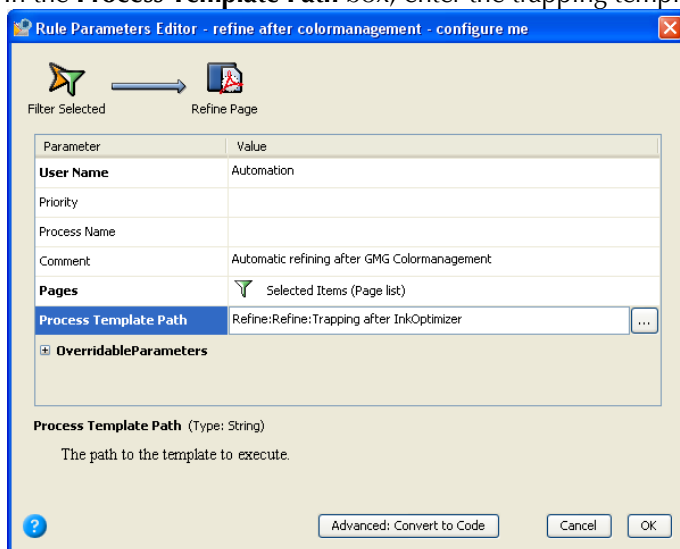 In the Process Template Path box, enter the trapping templ
Rule Parameters Editor - refine after colormanagement - configure me
Filter Selected Refine Page
Parameter Value
User Name Automation
Priority
Process Name
Comment Automatic refining after GMG Colormanagement
Pages Selected Items (Page list)
Process Template Path Refine:Refine:Trapping after InkOptimizer ...
OverridableParameters
Process Template Path (Type: String)
The path to the template to execute.
? Advanced: Convert to Code Cancel OK